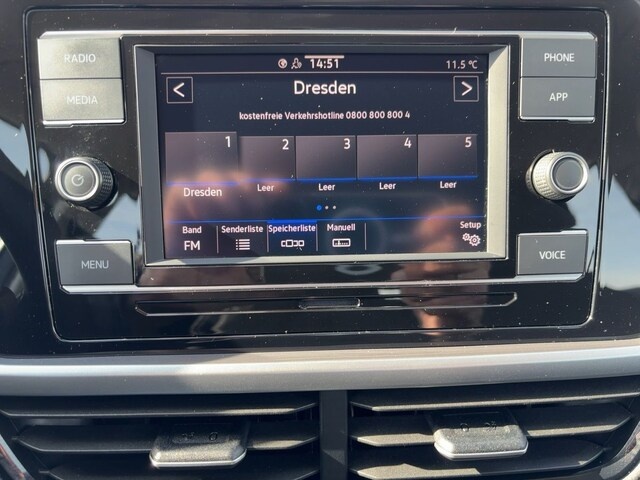 RADIO
MEDIA
MENU
PHONE
APP
VOICE
14:51
11.5 °C
Dresden
kostenfreie Verkehrshotline 0800 800 800 4
1 2 3 4 5
Dresden Leer Leer Leer Leer
Band Senderliste Speicherliste Manuell Setup
FM